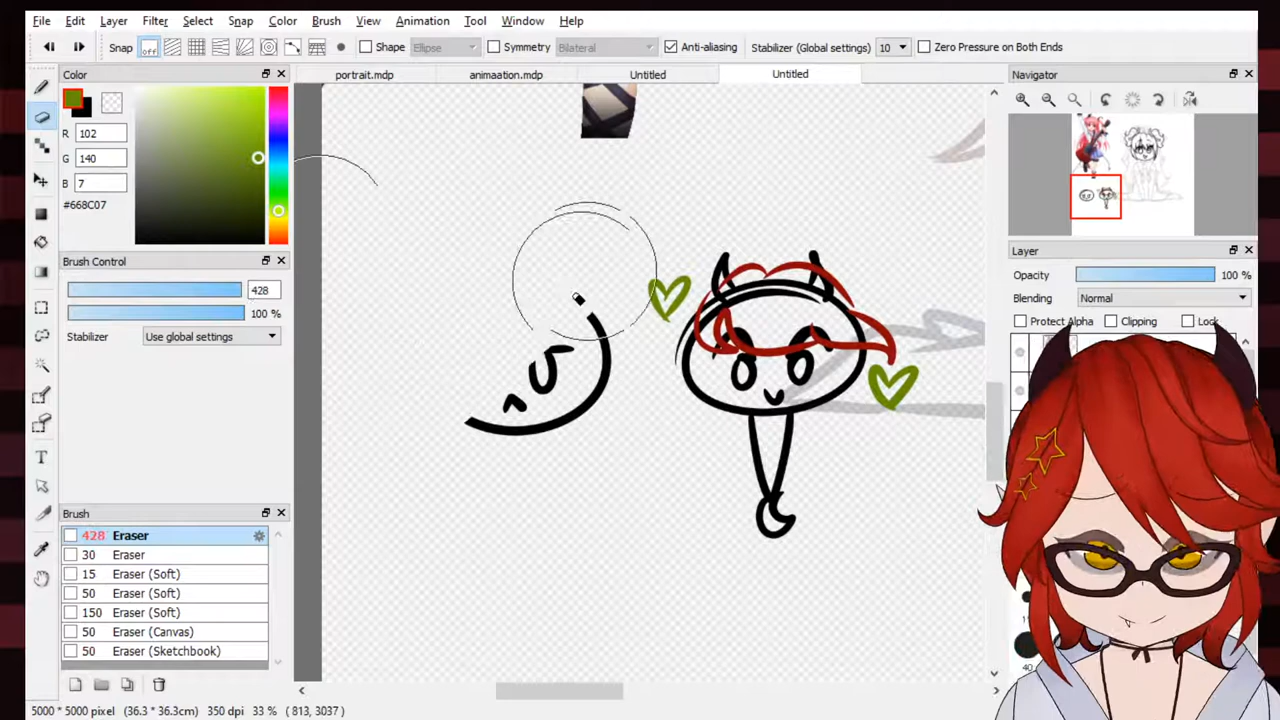 File Edit Layer Filter Select Snap Color Brush View Animation Tool Window Help
Snap off Shape Ellipse Symmetry Bilateral Anti-aliasing Stabilizer (Global settings) 10 Zero Pressure on Both Ends
Color
portrait.mdp animaation.mdp Untitled Untitled
Navigator
R 102
G 140
B 7
#668C07
Brush Control
428
100 %
Stabilizer Use global settings
Layer
Opacity 100 %
Blending Normal
Protect Alpha Clipping Lock
Brush
428 Eraser
30 Eraser
15 Eraser (Soft)
50 Eraser (Soft)
150 Eraser (Soft)
50 Eraser (Canvas)
50 Eraser (Sketchbook)
5000 * 5000 pixel (36.3 * 36.3cm) 350 dpi 33 % ( 813, 3037 )